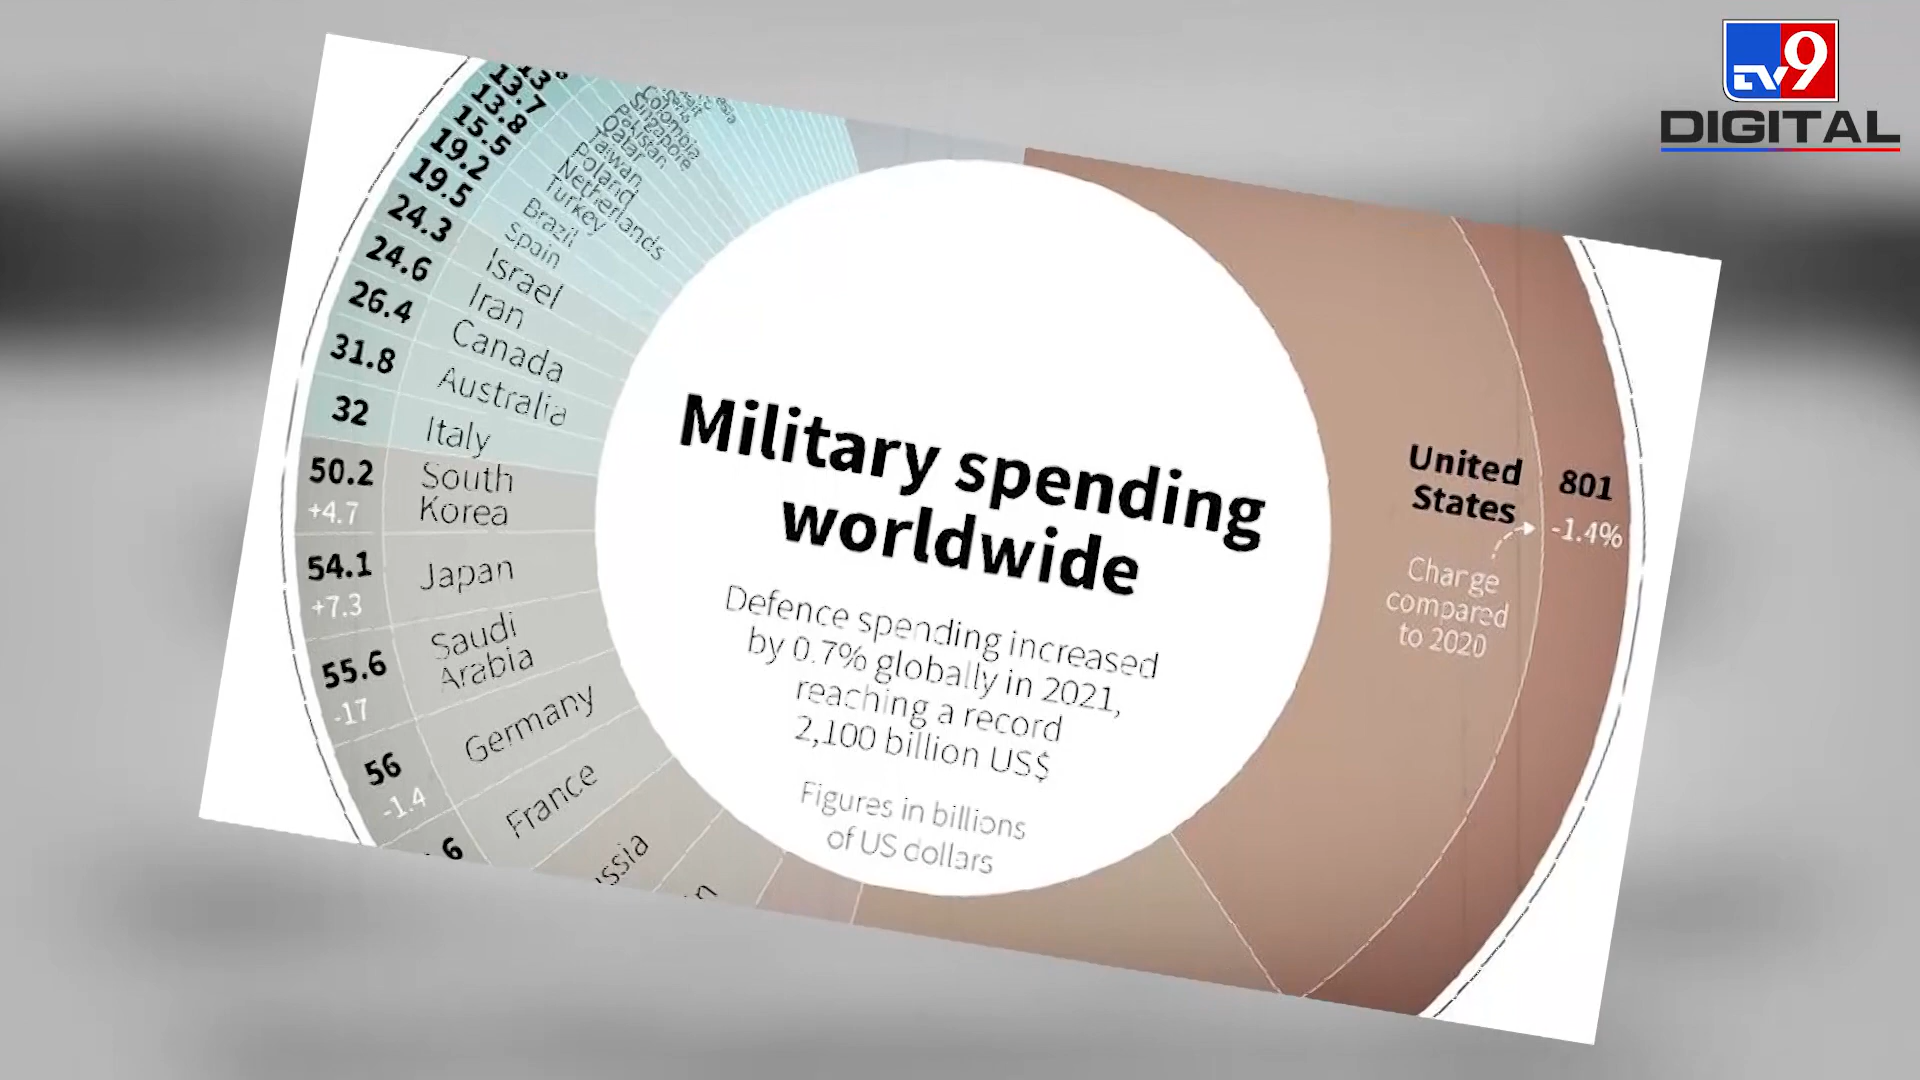 TV9
DIGITAL
13.7
13.8
15.5
19.2
19.5
24.3
24.6
26.4
31.8
32
50.2
+4.7
54.1
+7.3
55.6
-17
56
-1.4
6
Colombia
Singapore
Pakistan
Qatar
Taiwan
Poland
Netherlands
Turkey
Brazil
Spain
Israel
Iran
Canada
Australia
Italy
South
Korea
Japan
Saudi
Arabia
Germany
France
ssia
n
Military spending
worldwide
Defence spending increased
by 0.7% globally in 2021,
reaching a record
2,100 billion US$
Figures in billions
of US dollars
United
States
801
-1.4%
Change
compared
to 2020